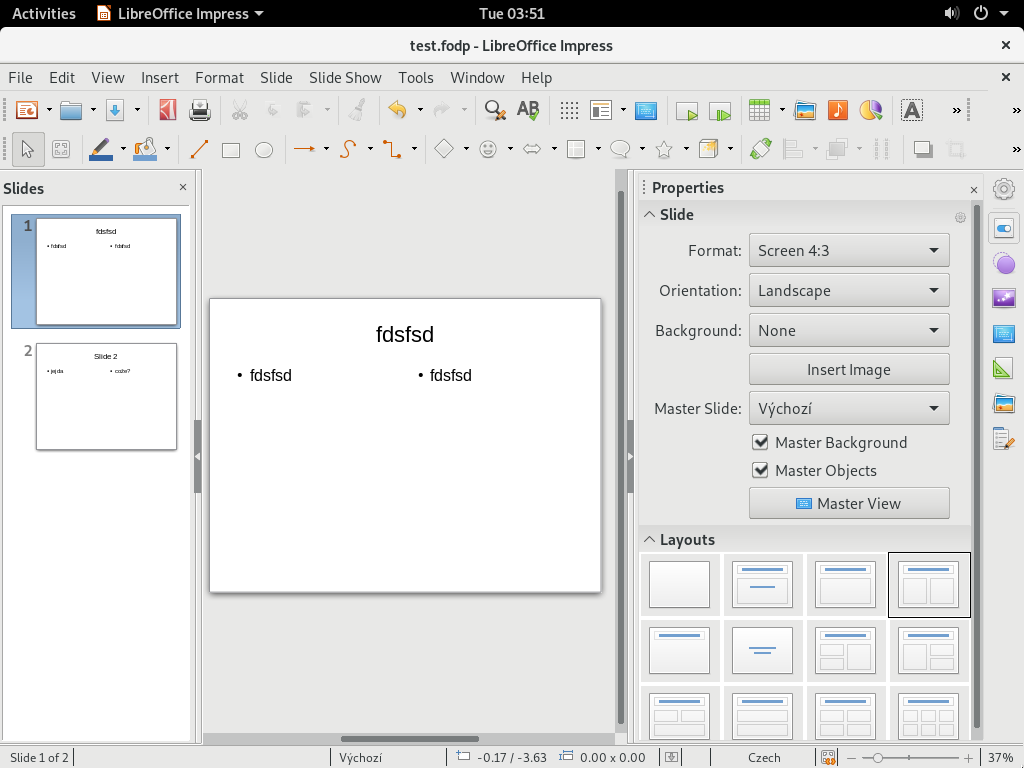 Activities LibreOffice Impress Tue 03:51
test.fodp - LibreOffice Impress
File Edit View Insert Format Slide Slide Show Tools Window Help
Slides
Properties
Slide
Format: Screen 4:3
Orientation: Landscape
Background: None
Insert Image
Master Slide: Výchozí
Master Background
Master Objects
Master View
Layouts
1
fdsfsd
• fdsfsd • fdsfsd
2
Slide 2
• jejda • cože?
fdsfsd
• fdsfsd • fdsfsd
Slide 1 of 2 Výchozí -0.17 / -3.63 0.00 x 0.00 Czech 37%